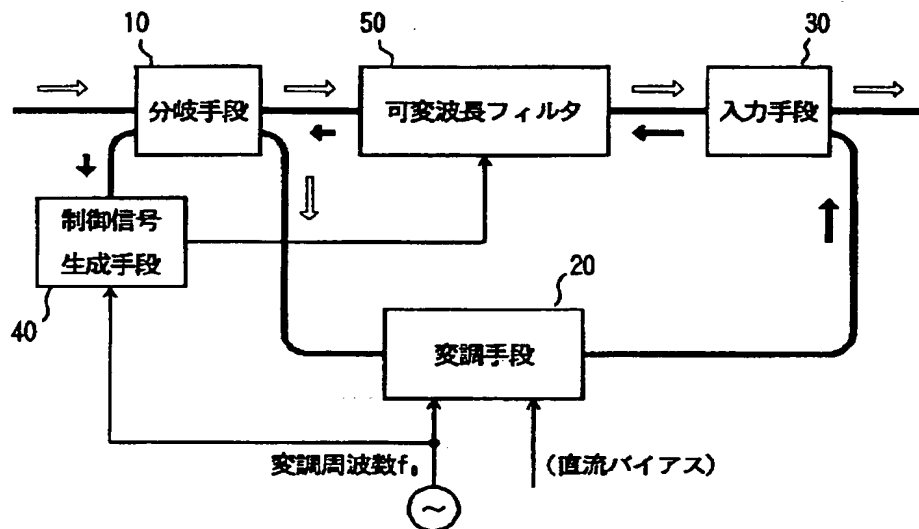 10
50
30
分岐手段
可変波長フィルタ
入力手段
制御信号
生成手段
40
20
変調手段
変調周波数f₀
(直流バイアス)
~